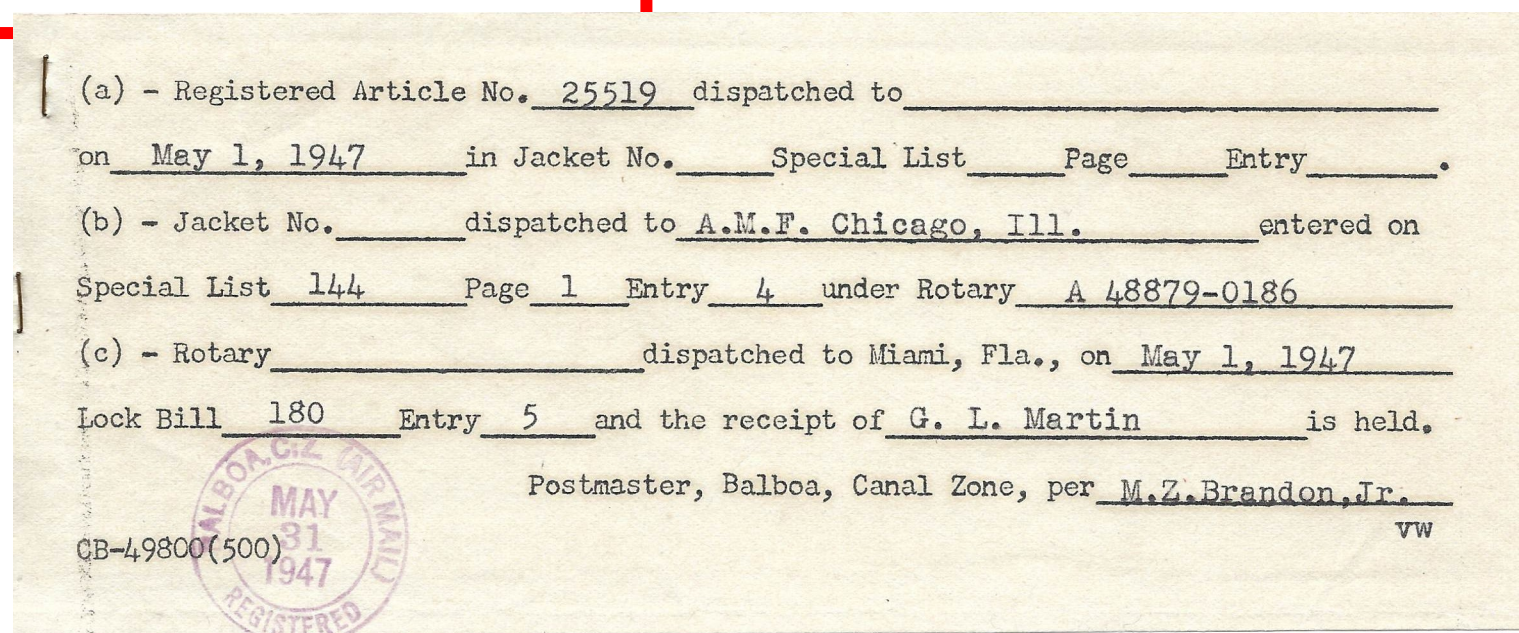 (a) - Registered Article No. 25519 dispatched to
on May 1, 1947 in Jacket No. Special List Page Entry .
(b) - Jacket No. dispatched to A.M.F. Chicago, Ill. entered on
Special List 144 Page 1 Entry 4 under Rotary A 48879-0186
(c) - Rotary dispatched to Miami, Fla., on May 1, 1947
Lock Bill 180 Entry 5 and the receipt of G. L. Martin is held.
Postmaster, Balboa, Canal Zone, per M.Z.Brandon,Jr.
vw
CB-49800(500)
BALBOA, C.Z. (AIR MAIL)
MAY
31
1947
REGISTERED